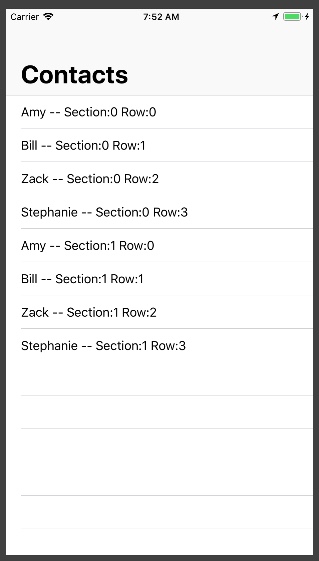 Carrier 7:52 AM
Contacts
Amy -- Section:0 Row:0
Bill -- Section:0 Row:1
Zack -- Section:0 Row:2
Stephanie -- Section:0 Row:3
Amy -- Section:1 Row:0
Bill -- Section:1 Row:1
Zack -- Section:1 Row:2
Stephanie -- Section:1 Row:3